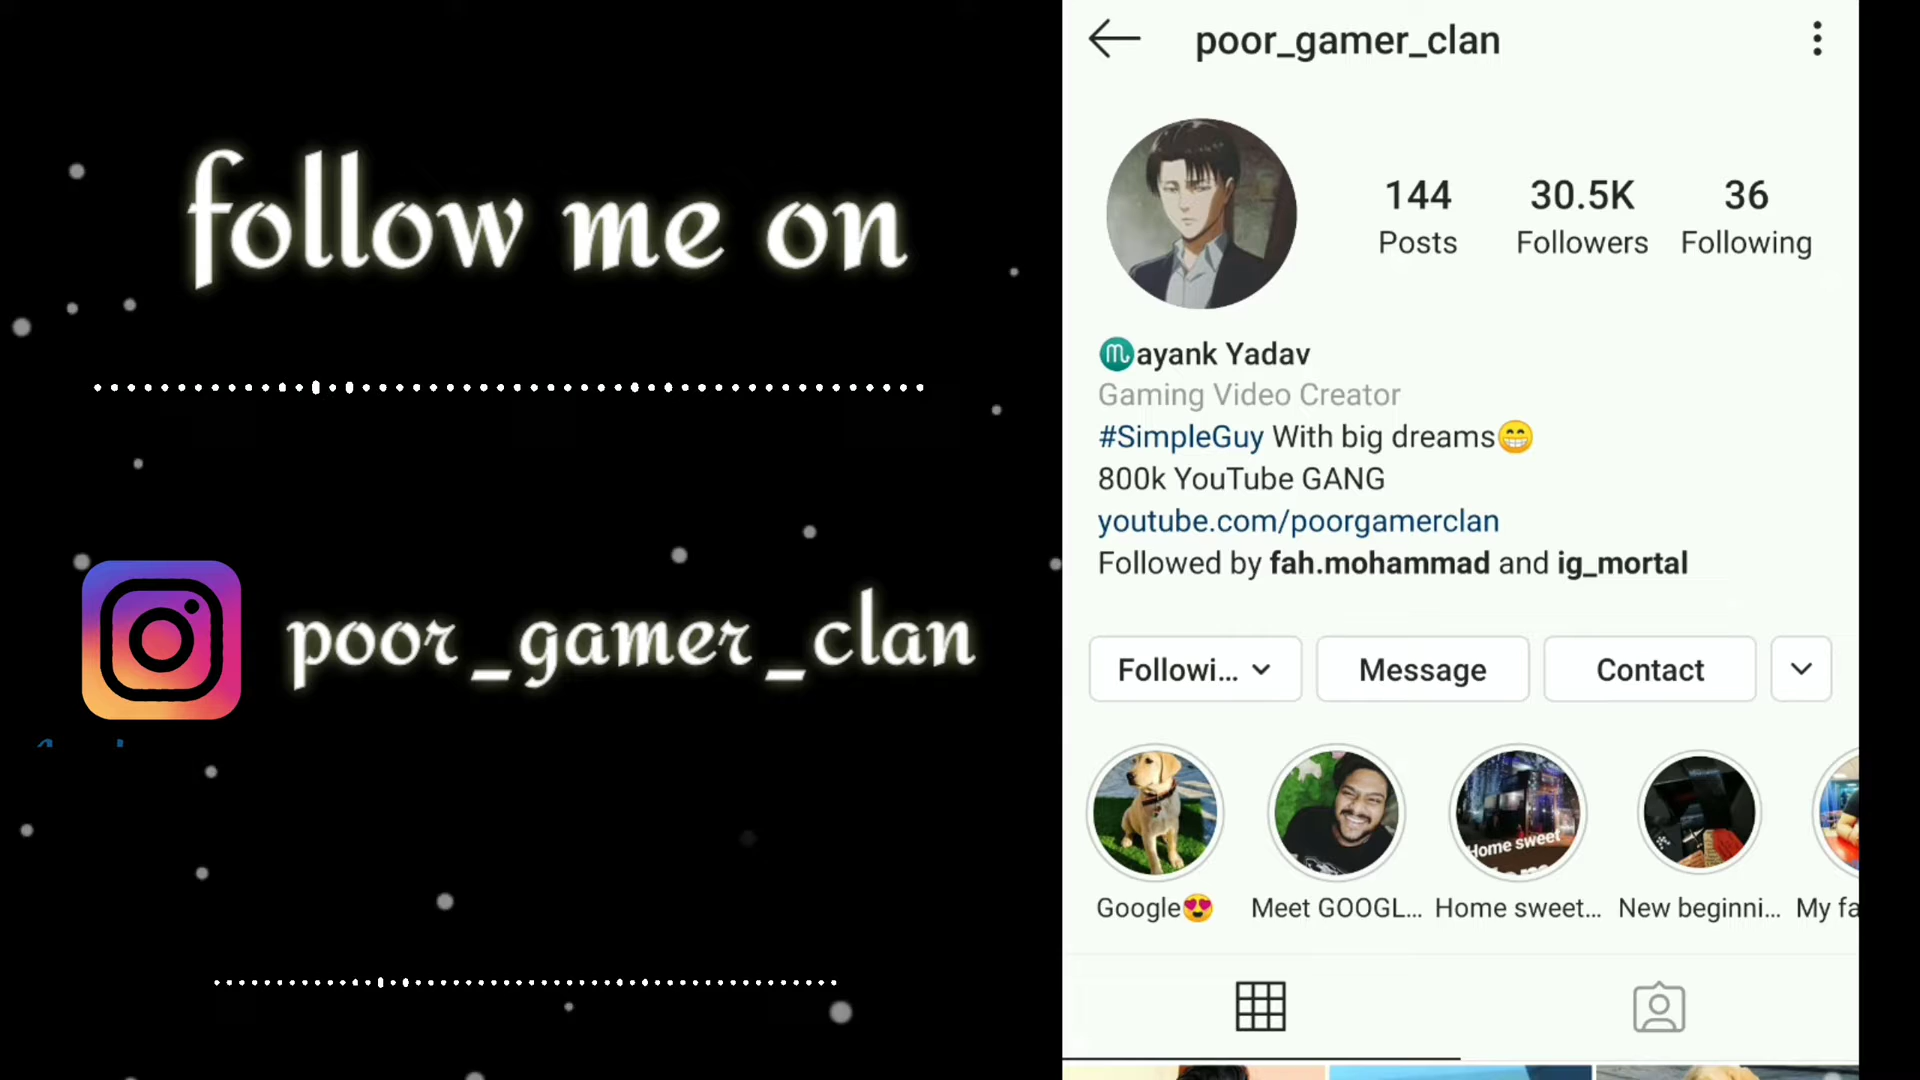 follow me on
poor_gamer_clan
poor_gamer_clan
144
Posts
30.5K
Followers
36
Following
♏ayank Yadav
Gaming Video Creator
#SimpleGuy With big dreams😁
800k YouTube GANG
youtube.com/poorgamerclan
Followed by fah.mohammad and ig_mortal
Followi...
Message
Contact
Home sweet
Google😍
Meet GOOGL...
Home sweet...
New beginni...
My fa